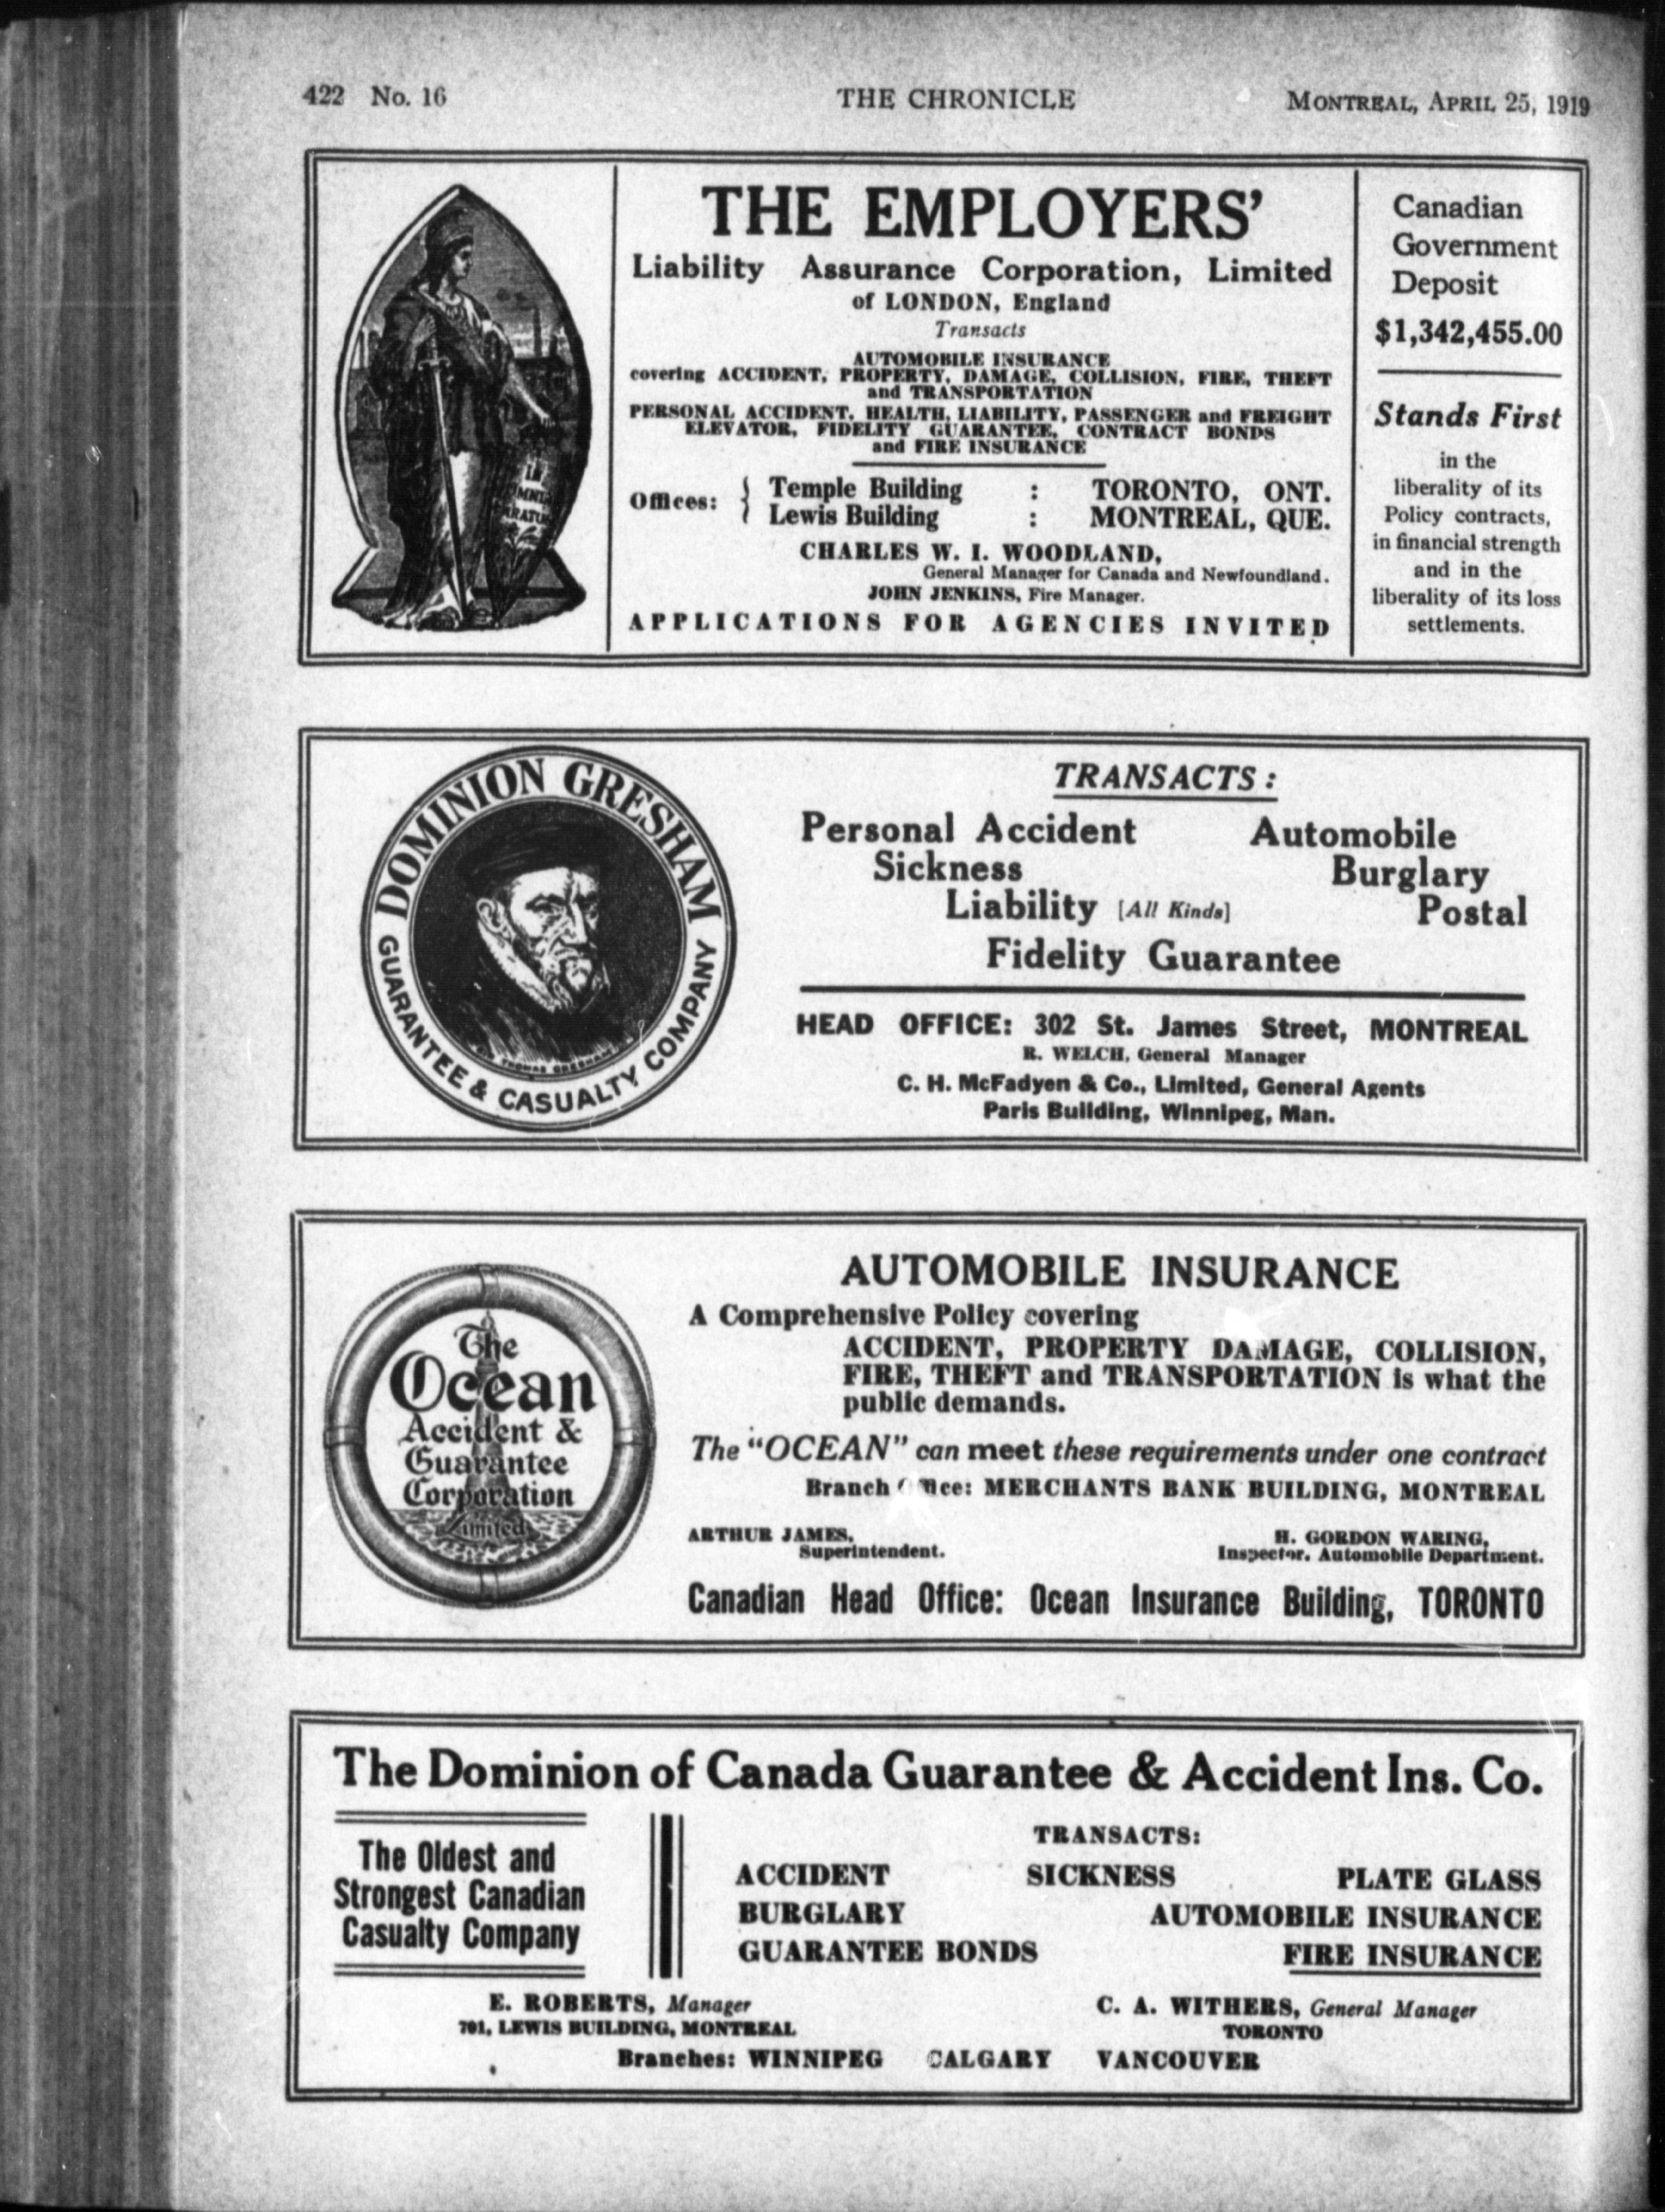 422 No. 16 THE CHRONICLE MONTREAL, APRIL 25, 1919
THE EMPLOYERS'
Liability Assurance Corporation, Limited
of LONDON, England
Transacts
AUTOMOBILE INSURANCE
covering ACCIDENT, PROPERTY, DAMAGE, COLLISION, FIRE, THEFT
and TRANSPORTATION
PERSONAL ACCIDENT, HEALTH, LIABILITY, PASSENGER and FREIGHT
ELEVATOR, FIDELITY GUARANTEE, CONTRACT BONDS
and FIRE INSURANCE
Offices: { Temple Building : TORONTO, ONT.
Lewis Building : MONTREAL, QUE.
CHARLES W. I. WOODLAND,
General Manager for Canada and Newfoundland.
JOHN JENKINS, Fire Manager.
APPLICATIONS FOR AGENCIES INVITED
Canadian
Government
Deposit
$1,342,455.00
Stands First
in the
liberality of its
Policy contracts,
in financial strength
and in the
liberality of its loss
settlements.
DOMINION GRESHAM
GUARANTEE & CASUALTY COMPANY
SIR THOMAS GRESHAM
TRANSACTS:
Personal Accident Automobile
Sickness Burglary
Liability [All Kinds] Postal
Fidelity Guarantee
HEAD OFFICE: 302 St. James Street, MONTREAL
R. WELCH, General Manager
C. H. McFadyen & Co., Limited, General Agents
Paris Building, Winnipeg, Man.
The
Ocean
Accident &
Guarantee
Corporation
Limited
AUTOMOBILE INSURANCE
A Comprehensive Policy covering
ACCIDENT, PROPERTY DAMAGE, COLLISION,
FIRE, THEFT and TRANSPORTATION is what the
public demands.
The "OCEAN" can meet these requirements under one contract
Branch Office: MERCHANTS BANK BUILDING, MONTREAL
ARTHUR JAMES, H. GORDON WARING,
Superintendent. Inspector. Automobile Department.
Canadian Head Office: Ocean Insurance Building, TORONTO
The Dominion of Canada Guarantee & Accident Ins. Co.
The Oldest and
Strongest Canadian
Casualty Company
TRANSACTS:
ACCIDENT SICKNESS PLATE GLASS
BURGLARY AUTOMOBILE INSURANCE
GUARANTEE BONDS FIRE INSURANCE
E. ROBERTS, Manager C. A. WITHERS, General Manager
701, LEWIS BUILDING, MONTREAL TORONTO
Branches: WINNIPEG CALGARY VANCOUVER